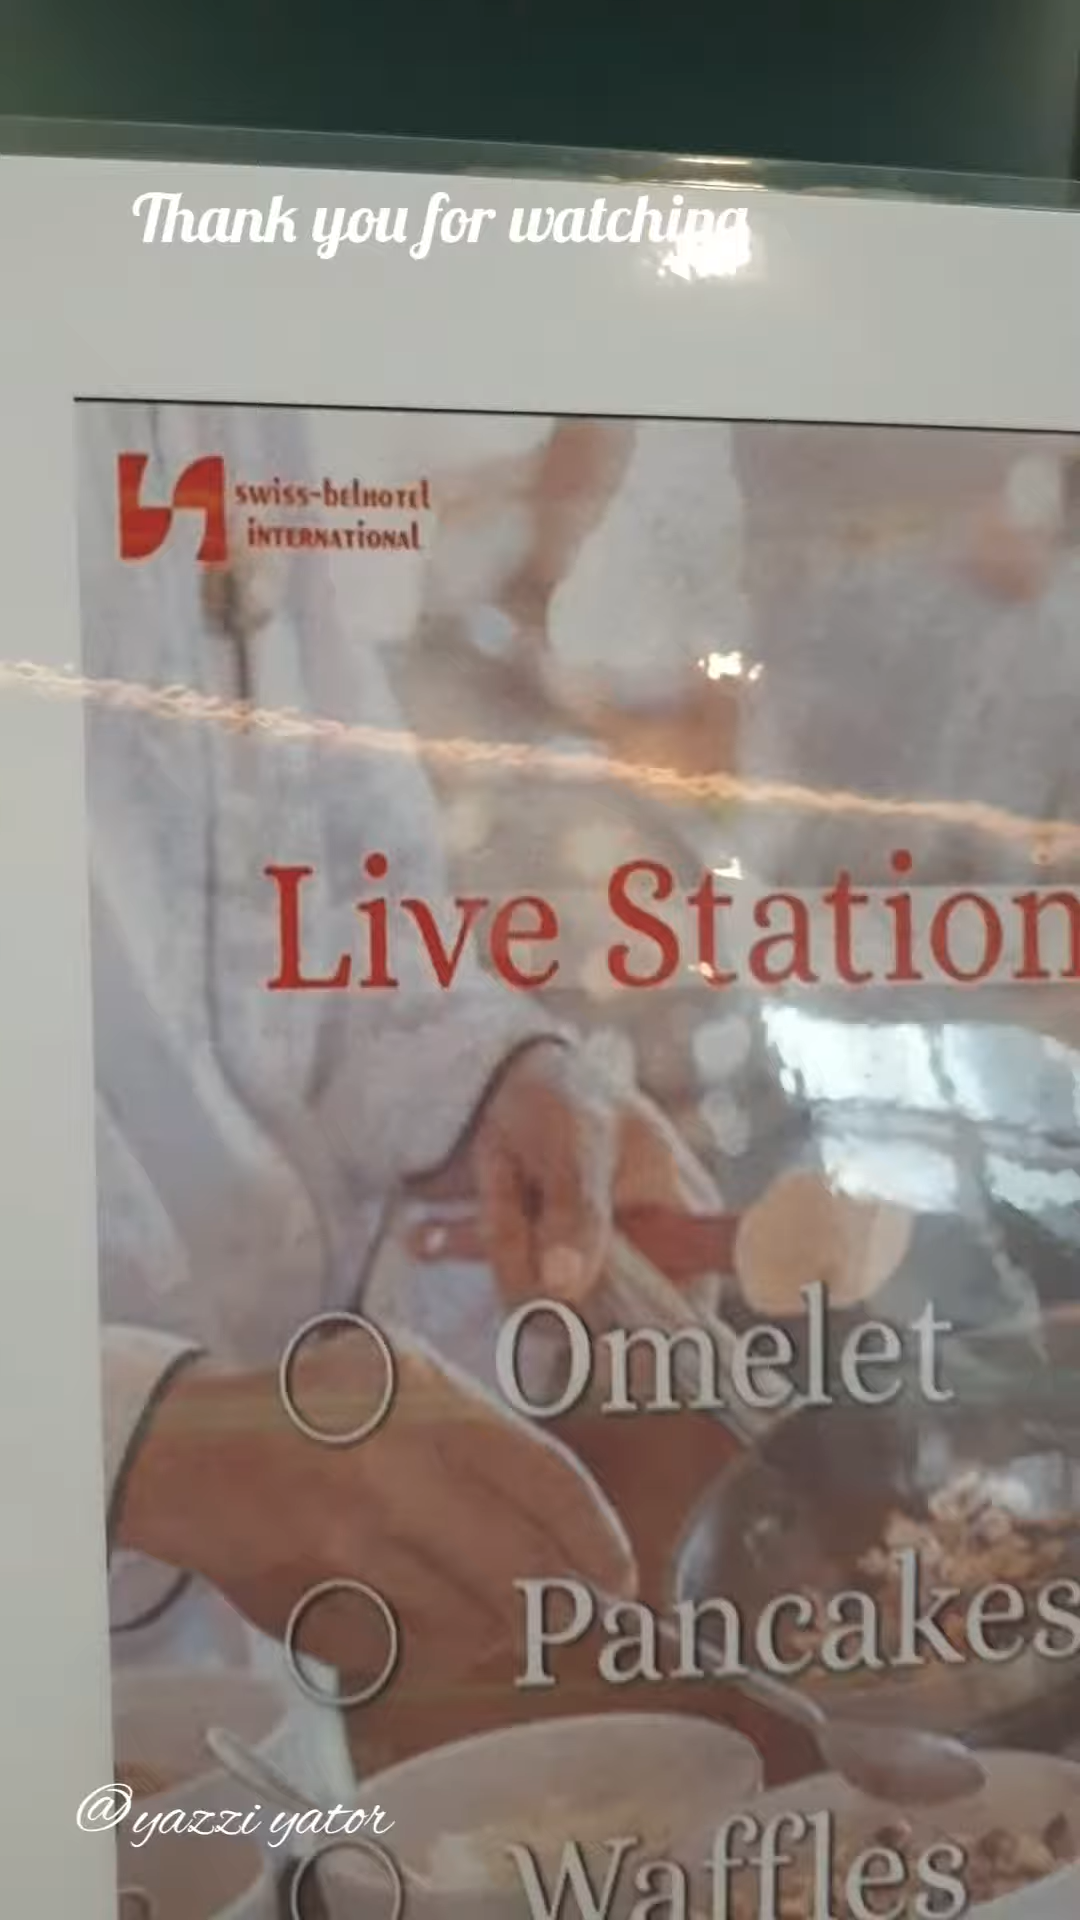 Thank you for watching
swiss-belhotel
international
Live Station
Omelet
Pancakes
Waffles
@yazzi yator